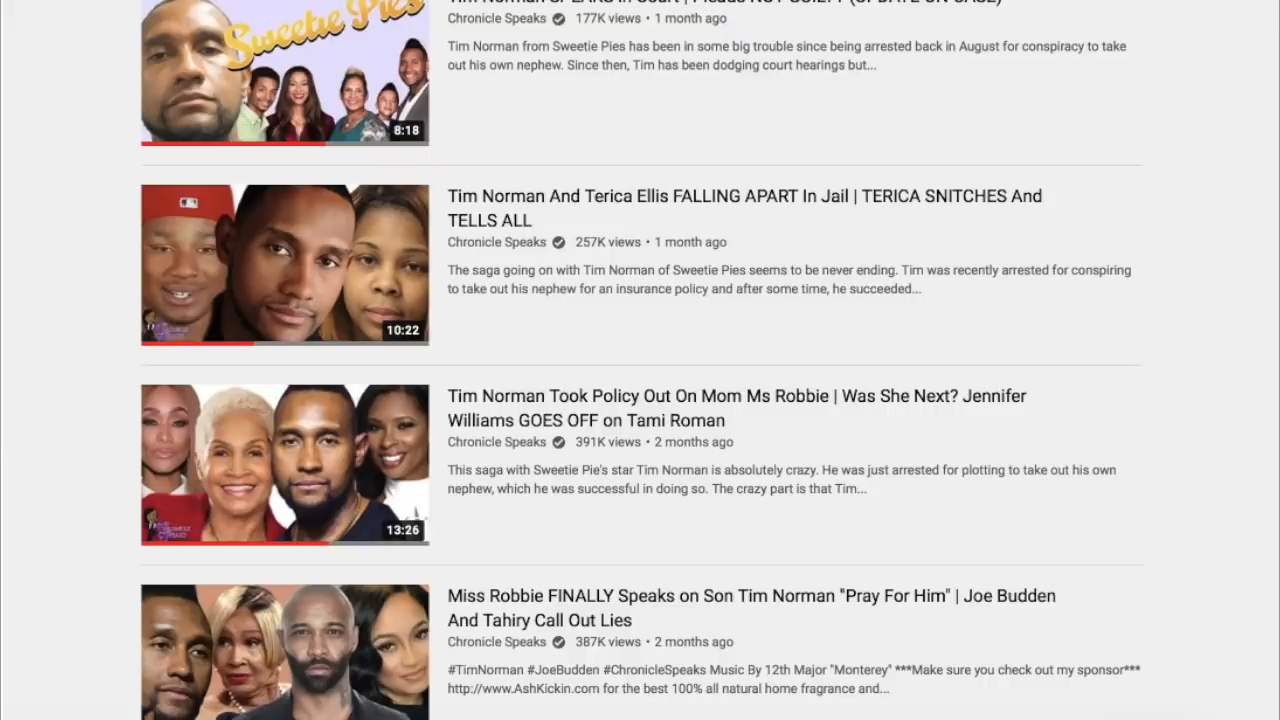 Sweetie Pies
Tim Norman SPEAKS In Court | Pleads NOT GUILTY (UPDATE ON CASE)
Chronicle Speaks 177K views • 1 month ago
Tim Norman from Sweetie Pies has been in some big trouble since being arrested back in August for conspiracy to take
out his own nephew. Since then, Tim has been dodging court hearings but...
8:18
Tim Norman And Terica Ellis FALLING APART In Jail | TERICA SNITCHES And
TELLS ALL
Chronicle Speaks 257K views • 1 month ago
The saga going on with Tim Norman of Sweetie Pies seems to be never ending. Tim was recently arrested for conspiring
to take out his nephew for an insurance policy and after some time, he succeeded...
10:22
Tim Norman Took Policy Out On Mom Ms Robbie | Was She Next? Jennifer
Williams GOES OFF on Tami Roman
Chronicle Speaks 391K views • 2 months ago
This saga with Sweetie Pie's star Tim Norman is absolutely crazy. He was just arrested for plotting to take out his own
nephew, which he was successful in doing so. The crazy part is that Tim...
13:26
Miss Robbie FINALLY Speaks on Son Tim Norman "Pray For Him" | Joe Budden
And Tahiry Call Out Lies
Chronicle Speaks 387K views • 2 months ago
#TimNorman #JoeBudden #ChronicleSpeaks Music By 12th Major "Monterey" ***Make sure you check out my sponsor***
http://www.AshKickin.com for the best 100% all natural home fragrance and...